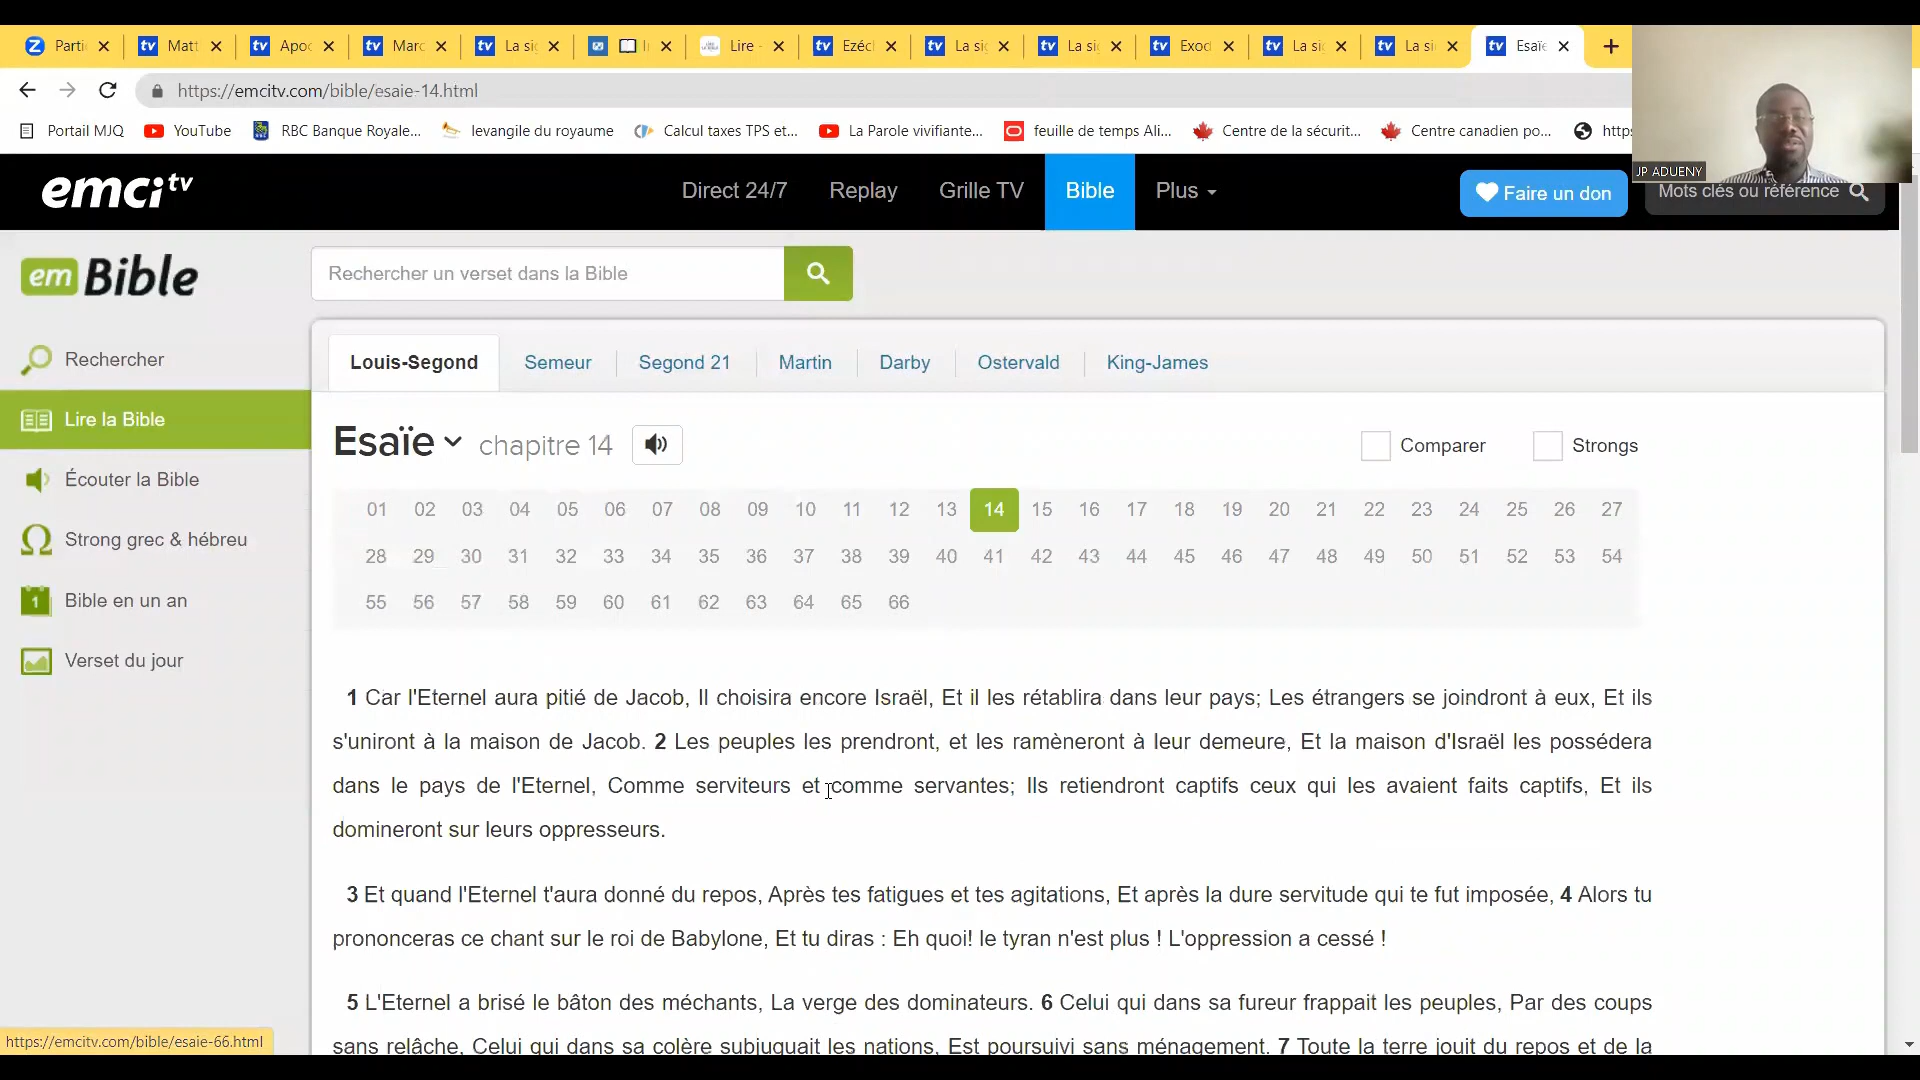 Parti
Matt
Apoc
Marc
La si
Lire -
Ezéc
La si
La si
Exod
La si
La si
Esaïe
https://emcitv.com/bible/esaie-14.html
Portail MJQ
YouTube
RBC Banque Royale...
levangile du royaume
Calcul taxes TPS et...
La Parole vivifiante...
feuille de temps Ali...
Centre de la sécurit...
Centre canadien po...
https
JP ADUENY
emci tv
Direct 24/7
Replay
Grille TV
Bible
Plus
Faire un don
Mots clés ou référence
em Bible
Rechercher un verset dans la Bible
Rechercher
Lire la Bible
Écouter la Bible
Strong grec & hébreu
Bible en un an
Verset du jour
Louis-Segond
Semeur
Segond 21
Martin
Darby
Ostervald
King-James
Esaïe chapitre 14
Comparer
Strongs
01 02 03 04 05 06 07 08 09 10 11 12 13 14 15 16 17 18 19 20 21 22 23 24 25 26 27
28 29 30 31 32 33 34 35 36 37 38 39 40 41 42 43 44 45 46 47 48 49 50 51 52 53 54
55 56 57 58 59 60 61 62 63 64 65 66
1 Car l'Eternel aura pitié de Jacob, Il choisira encore Israël, Et il les rétablira dans leur pays; Les étrangers se joindront à eux, Et ils
s'uniront à la maison de Jacob. 2 Les peuples les prendront, et les ramèneront à leur demeure, Et la maison d'Israël les possédera
dans le pays de l'Eternel, Comme serviteurs et comme servantes; Ils retiendront captifs ceux qui les avaient faits captifs, Et ils
domineront sur leurs oppresseurs.
3 Et quand l'Eternel t'aura donné du repos, Après tes fatigues et tes agitations, Et après la dure servitude qui te fut imposée, 4 Alors tu
prononceras ce chant sur le roi de Babylone, Et tu diras : Eh quoi! le tyran n'est plus ! L'oppression a cessé !
5 L'Eternel a brisé le bâton des méchants, La verge des dominateurs. 6 Celui qui dans sa fureur frappait les peuples, Par des coups
sans relâche, Celui qui dans sa colère subjuguait les nations, Est poursuivi sans ménagement. 7 Toute la terre jouit du repos et de la
https://emcitv.com/bible/esaie-66.html